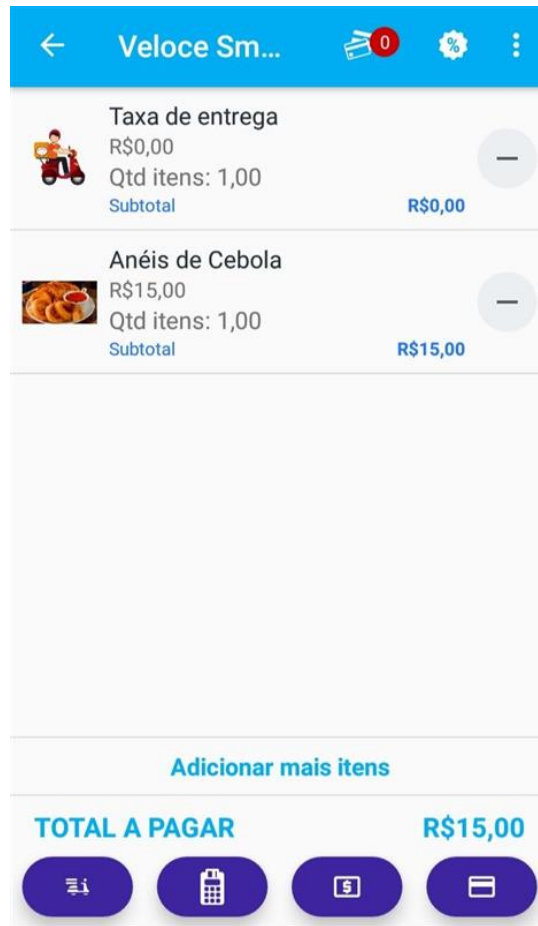 Veloce Sm...
0
%
Taxa de entrega
R$0,00
Qtd itens: 1,00
Subtotal R$0,00
Anéis de Cebola
R$15,00
Qtd itens: 1,00
Subtotal R$15,00
Adicionar mais itens
TOTAL A PAGAR R$15,00
$